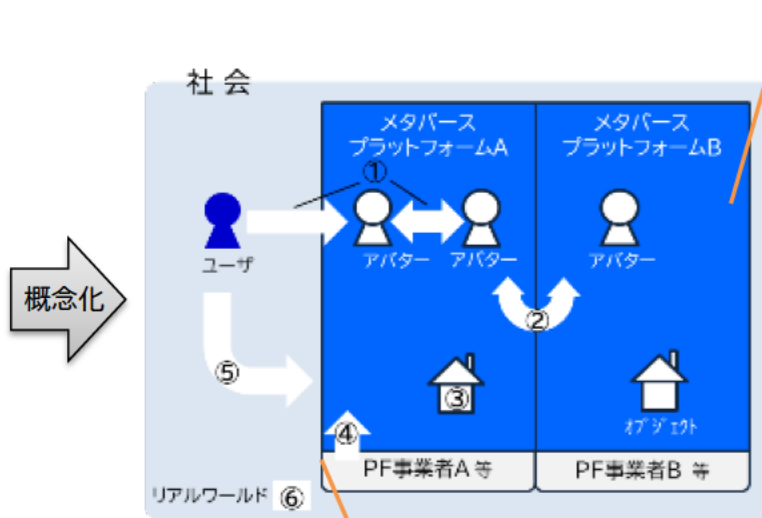 社 会
メタバース
プラットフォームA
メタバース
プラットフォームB
①
ユーザ
アバター
アバター
アバター
概念化
②
⑤
③
オブジェクト
④
PF事業者A 等
PF事業者B 等
リアルワールド ⑥